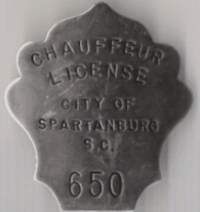 CHAUFFEUR
LICENSE
CITY OF
SPARTANBURG
S.C.
650